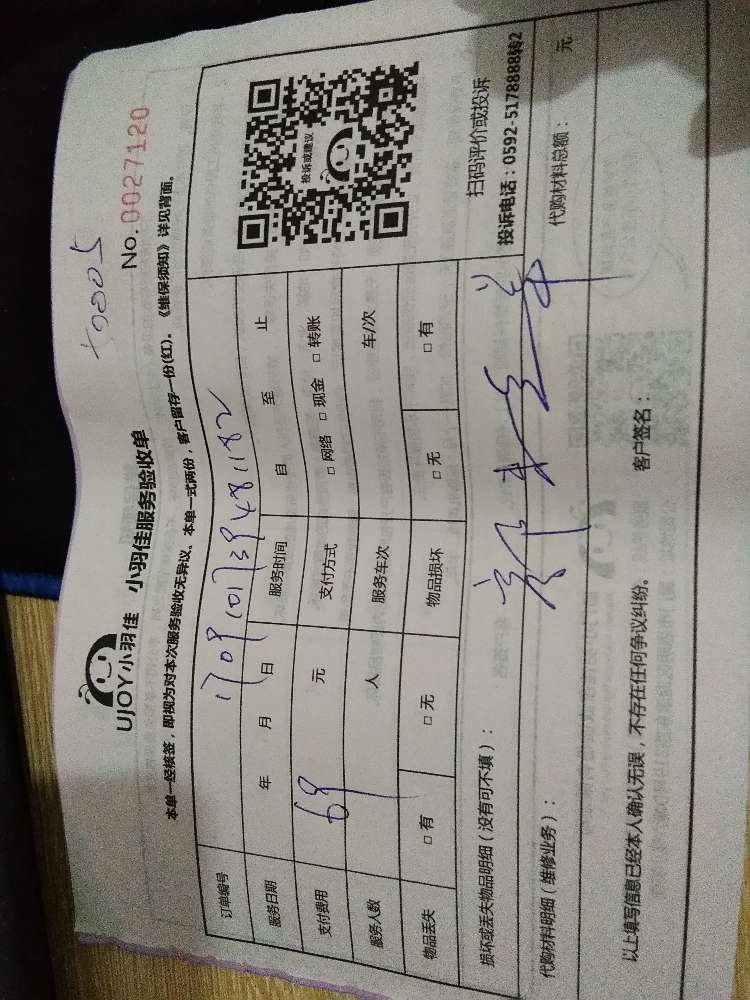 t0005
UJOY小羽佳 小羽佳服务验收单 No.0027120
本单一经核签，即视为对本次服务验收无异议。本单一式两份，客户留存一份(红)。《维保须知》详见背面。
订单编号 170910173948182
服务日期 年 月 日 服务时间 自 至 止
支付费用 69 元 支付方式 □ 网络 □ 现金 □ 转账
服务人数 人 服务车次 车/次
物品丢失 □ 有 □ 无 物品损坏 □ 无 □ 有
投诉或建议
扫码评价或投诉
投诉电话：0592-5178888转2
损坏或丢失物品明细（没有可不填）：
代购材料明细（维修业务）： 代购材料总额： 元
以上填写信息已经本人确认无误，不存在任何争议纠纷。 客户签名：